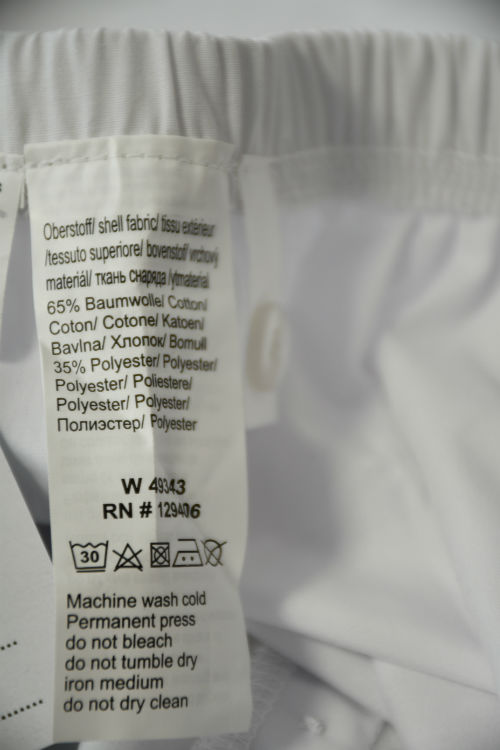 Oberstoff/ shell fabric/ tissu extérieur
/tessuto superiore/ bovenstof/ vrchový
materiál/ ткань снаряда /ytmaterial
65% Baumwolle/ Cotton/
Coton/ Cotone/ Katoen/
Bavlna/ Хлопок/ Bomull
35% Polyester/ Polyester/
Polyester/ Poliestere/
Polyester/ Polyester/
Полиэстер/ Polyester
W 49343
RN # 129406
30
Machine wash cold
Permanent press
do not bleach
do not tumble dry
iron medium
do not dry clean